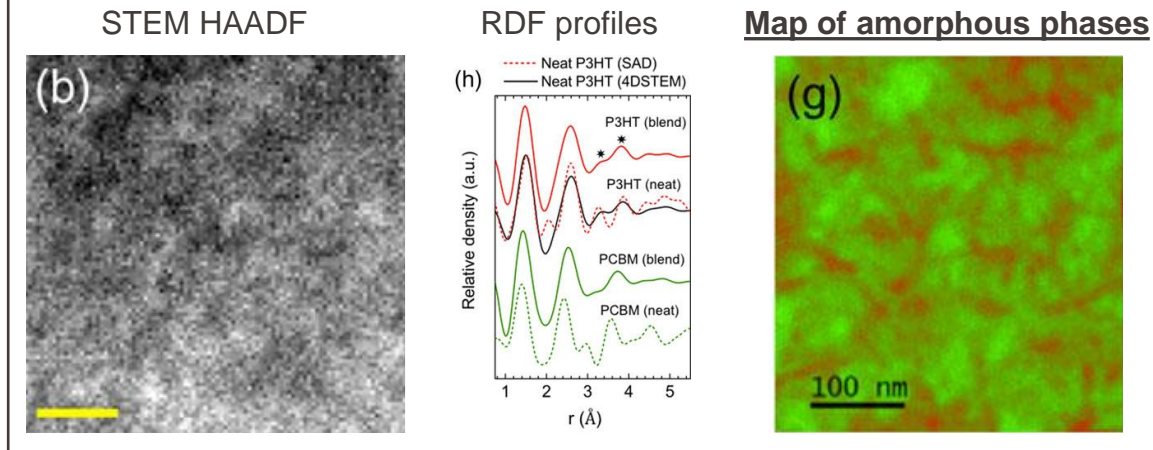 STEM HAADF
RDF profiles
Map of amorphous phases
(b)
(h)
Neat P3HT (SAD)
Neat P3HT (4DSTEM)
P3HT (blend)
* *
P3HT (neat)
PCBM (blend)
PCBM (neat)
Relative density (a.u.)
1 2 3 4 5
r (Å)
(g)
100 nm